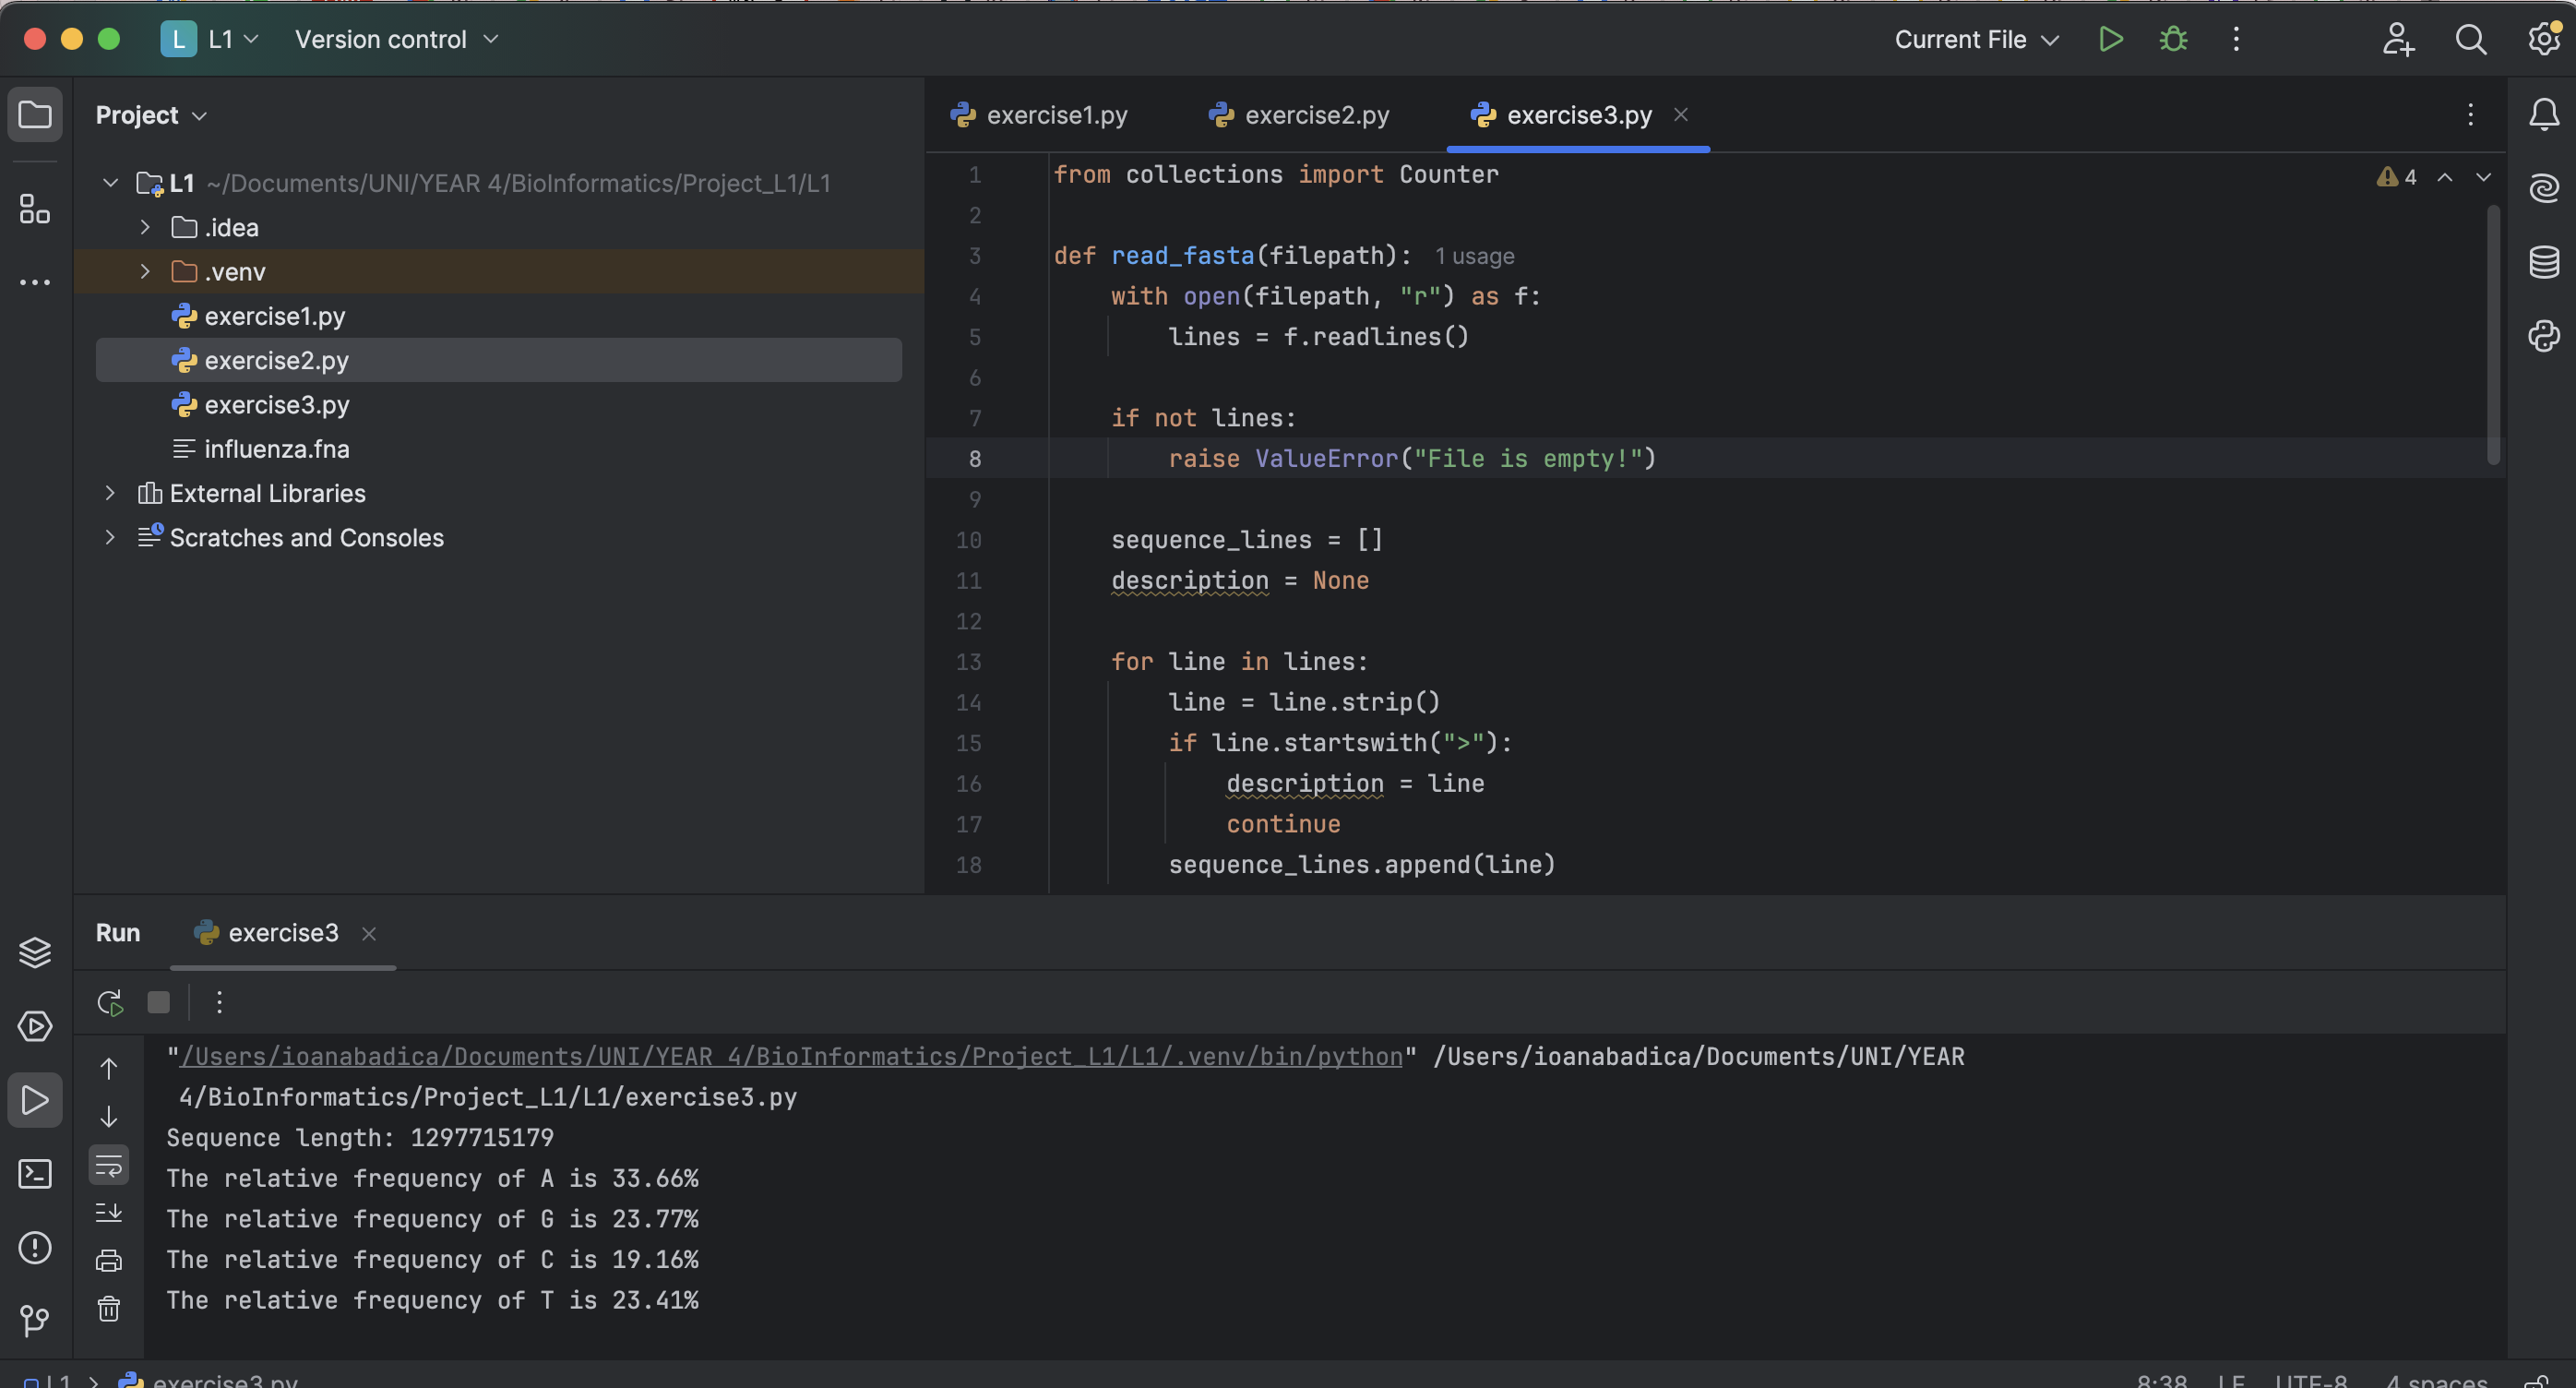 L L1 Version control Current File
Project
exercise1.py exercise2.py exercise3.py
L1 ~/Documents/UNI/YEAR 4/BioInformatics/Project_L1/L1
.idea
.venv
exercise1.py
exercise2.py
exercise3.py
influenza.fna
External Libraries
Scratches and Consoles
4
1 from collections import Counter
2
3 def read_fasta(filepath): 1 usage
4 with open(filepath, "r") as f:
5 lines = f.readlines()
6
7 if not lines:
8 raise ValueError("File is empty!")
9
10 sequence_lines = []
11 description = None
12
13 for line in lines:
14 line = line.strip()
15 if line.startswith(">"):
16 description = line
17 continue
18 sequence_lines.append(line)
Run exercise3
"/Users/ioanabadica/Documents/UNI/YEAR 4/BioInformatics/Project_L1/L1/.venv/bin/python" /Users/ioanabadica/Documents/UNI/YEAR
4/BioInformatics/Project_L1/L1/exercise3.py
Sequence length: 1297715179
The relative frequency of A is 33.66%
The relative frequency of G is 23.77%
The relative frequency of C is 19.16%
The relative frequency of T is 23.41%
L1 exercise3.py 8:38 LF UTF-8 4 spaces